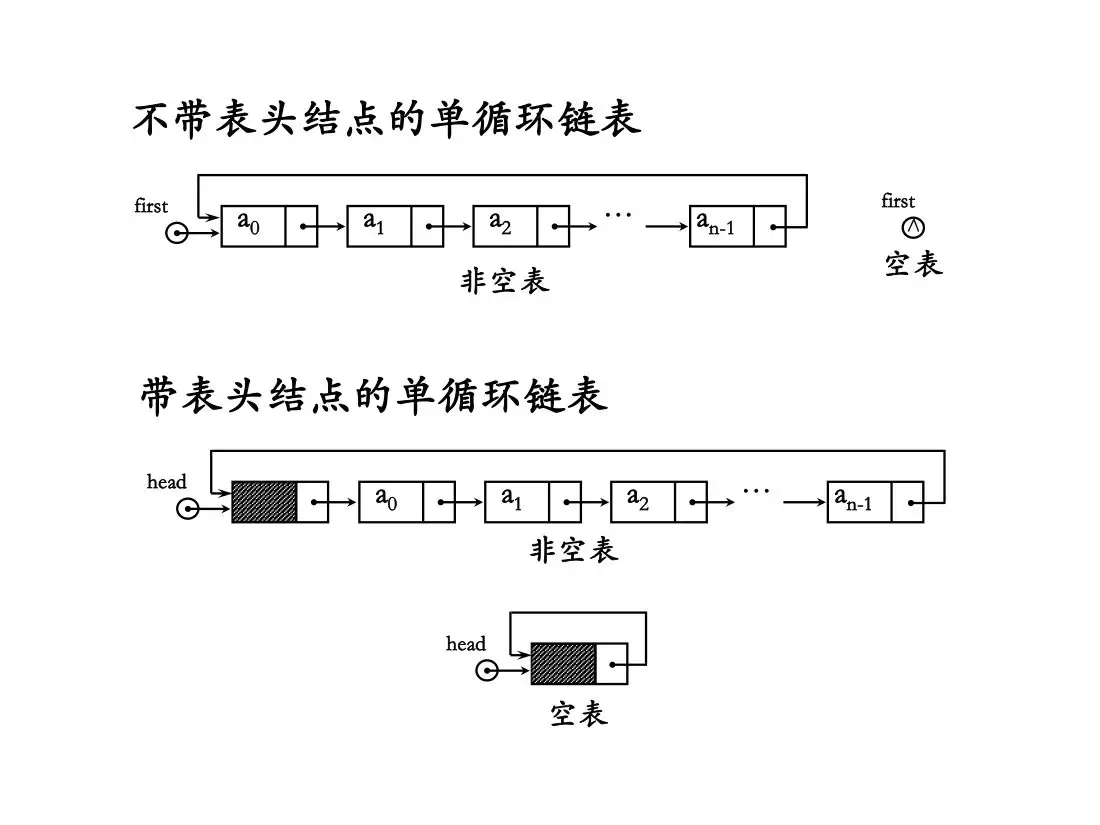 不带表头结点的单循环链表
first
a0 a1 a2 … an-1
first
∧
非空表
空表
带表头结点的单循环链表
head
a0 a1 a2 … an-1
非空表
head
空表